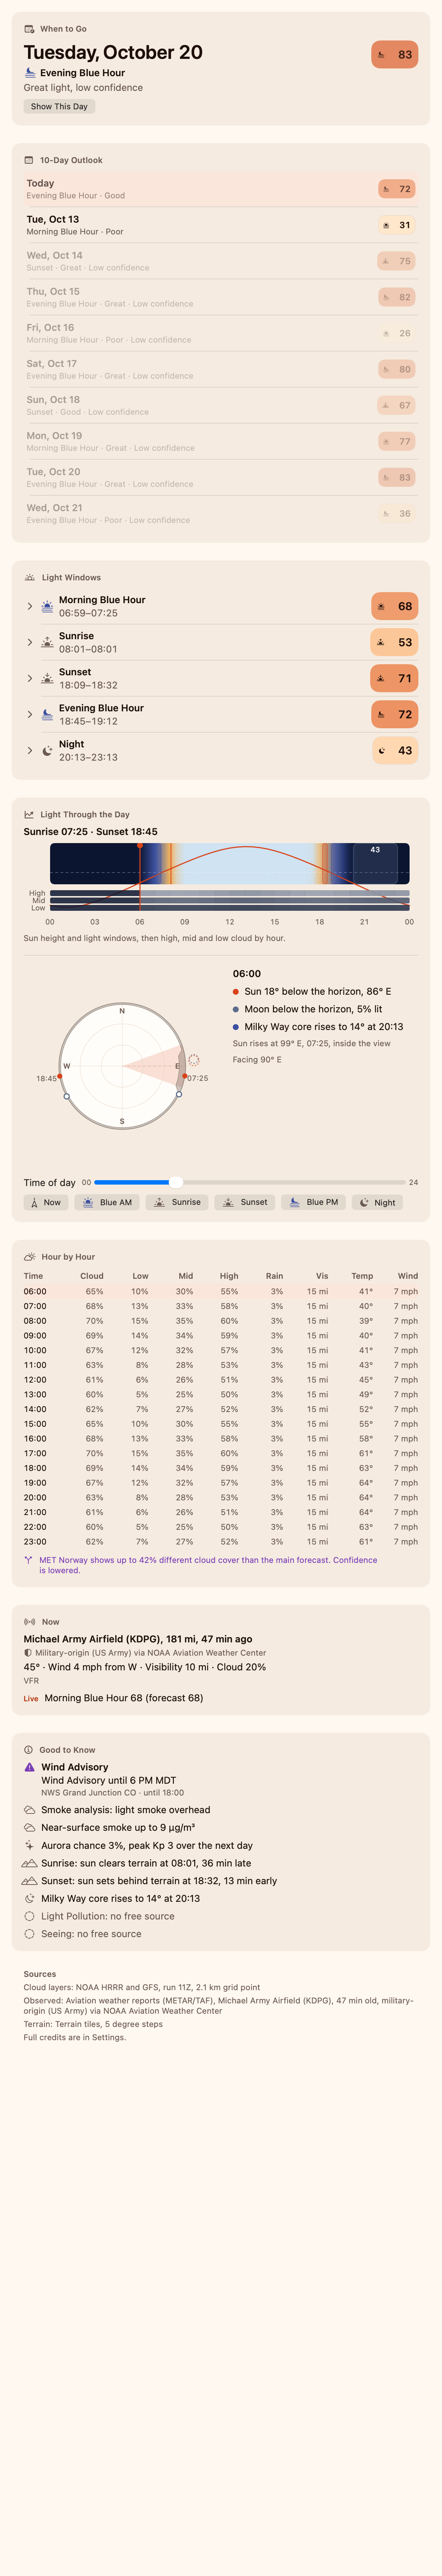 When to Go
Tuesday, October 20
83
Evening Blue Hour
Great light, low confidence
Show This Day
10-Day Outlook
Today
Evening Blue Hour · Good
72
Tue, Oct 13
Morning Blue Hour · Poor
31
Wed, Oct 14
Sunset · Great · Low confidence
75
Thu, Oct 15
Evening Blue Hour · Great · Low confidence
82
Fri, Oct 16
Morning Blue Hour · Poor · Low confidence
26
Sat, Oct 17
Evening Blue Hour · Great · Low confidence
80
Sun, Oct 18
Sunset · Good · Low confidence
67
Mon, Oct 19
Morning Blue Hour · Great · Low confidence
77
Tue, Oct 20
Evening Blue Hour · Great · Low confidence
83
Wed, Oct 21
Evening Blue Hour · Poor · Low confidence
36
Light Windows
Morning Blue Hour
06:59–07:25
68
Sunrise
08:01–08:01
53
Sunset
18:09–18:32
71
Evening Blue Hour
18:45–19:12
72
Night
20:13–23:13
43
Light Through the Day
Sunrise 07:25 · Sunset 18:45
43
High
Mid
Low
00 03 06 09 12 15 18 21 00
Sun height and light windows, then high, mid and low cloud by hour.
06:00
Sun 18° below the horizon, 86° E
Moon below the horizon, 5% lit
Milky Way core rises to 14° at 20:13
Sun rises at 99° E, 07:25, inside the view
Facing 90° E
N
W
E
S
18:45
07:25
Time of day 00 24
Now Blue AM Sunrise Sunset Blue PM Night
Hour by Hour
Time Cloud Low Mid High Rain Vis Temp Wind
06:00 65% 10% 30% 55% 3% 15 mi 41° 7 mph
07:00 68% 13% 33% 58% 3% 15 mi 40° 7 mph
08:00 70% 15% 35% 60% 3% 15 mi 39° 7 mph
09:00 69% 14% 34% 59% 3% 15 mi 40° 7 mph
10:00 67% 12% 32% 57% 3% 15 mi 41° 7 mph
11:00 63% 8% 28% 53% 3% 15 mi 43° 7 mph
12:00 61% 6% 26% 51% 3% 15 mi 45° 7 mph
13:00 60% 5% 25% 50% 3% 15 mi 49° 7 mph
14:00 62% 7% 27% 52% 3% 15 mi 52° 7 mph
15:00 65% 10% 30% 55% 3% 15 mi 55° 7 mph
16:00 68% 13% 33% 58% 3% 15 mi 58° 7 mph
17:00 70% 15% 35% 60% 3% 15 mi 61° 7 mph
18:00 69% 14% 34% 59% 3% 15 mi 63° 7 mph
19:00 67% 12% 32% 57% 3% 15 mi 64° 7 mph
20:00 63% 8% 28% 53% 3% 15 mi 64° 7 mph
21:00 61% 6% 26% 51% 3% 15 mi 64° 7 mph
22:00 60% 5% 25% 50% 3% 15 mi 63° 7 mph
23:00 62% 7% 27% 52% 3% 15 mi 61° 7 mph
MET Norway shows up to 42% different cloud cover than the main forecast. Confidence
is lowered.
Now
Michael Army Airfield (KDPG), 181 mi, 47 min ago
Military-origin (US Army) via NOAA Aviation Weather Center
45° · Wind 4 mph from W · Visibility 10 mi · Cloud 20%
VFR
Live Morning Blue Hour 68 (forecast 68)
Good to Know
Wind Advisory
Wind Advisory until 6 PM MDT
NWS Grand Junction CO · until 18:00
Smoke analysis: light smoke overhead
Near-surface smoke up to 9 µg/m³
Aurora chance 3%, peak Kp 3 over the next day
Sunrise: sun clears terrain at 08:01, 36 min late
Sunset: sun sets behind terrain at 18:32, 13 min early
Milky Way core rises to 14° at 20:13
Light Pollution: no free source
Seeing: no free source
Sources
Cloud layers: NOAA HRRR and GFS, run 11Z, 2.1 km grid point
Observed: Aviation weather reports (METAR/TAF), Michael Army Airfield (KDPG), 47 min old, military-
origin (US Army) via NOAA Aviation Weather Center
Terrain: Terrain tiles, 5 degree steps
Full credits are in Settings.